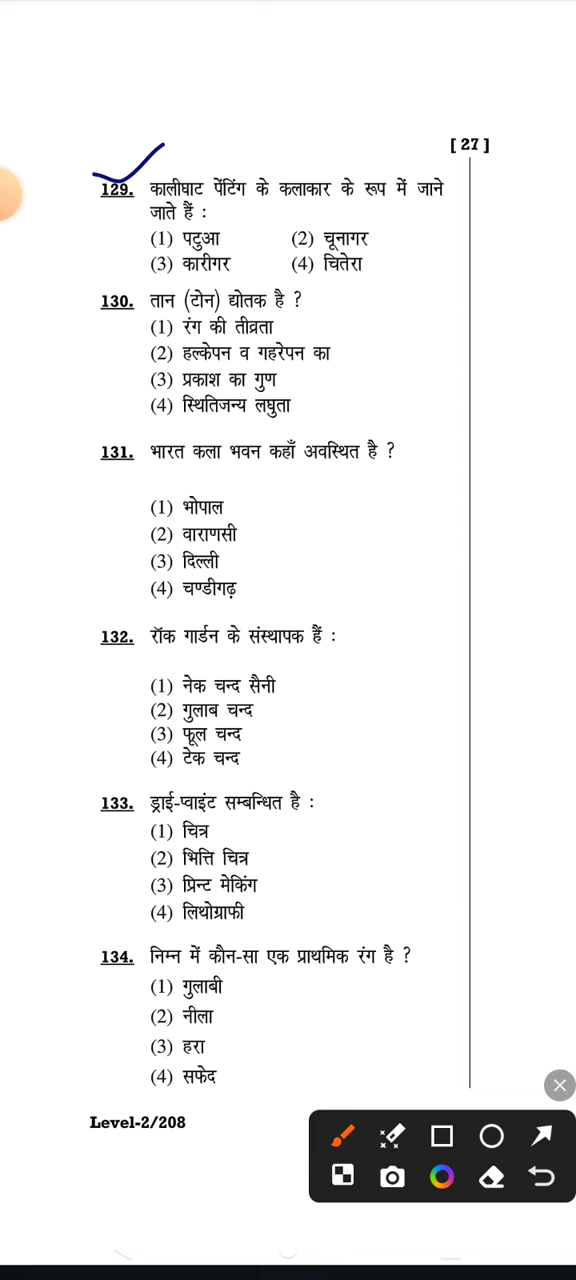 [ 27 ]
129. कालीघाट पेंटिंग के कलाकार के रूप में जाने
जाते हैं :
(1) पटुआ (2) चूनागर
(3) कारीगर (4) चितेरा
130. तान (टोन) द्योतक है ?
(1) रंग की तीव्रता
(2) हल्केपन व गहरेपन का
(3) प्रकाश का गुण
(4) स्थितिजन्य लघुता
131. भारत कला भवन कहाँ अवस्थित है ?
(1) भोपाल
(2) वाराणसी
(3) दिल्ली
(4) चण्डीगढ़
132. रॉक गार्डन के संस्थापक हैं :
(1) नेक चन्द सैनी
(2) गुलाब चन्द
(3) फूल चन्द
(4) टेक चन्द
133. ड्राई-प्वाइंट सम्बन्धित है :
(1) चित्र
(2) भित्ति चित्र
(3) प्रिन्ट मेकिंग
(4) लिथोग्राफी
134. निम्न में कौन-सा एक प्राथमिक रंग है ?
(1) गुलाबी
(2) नीला
(3) हरा
(4) सफेद
Level-2/208